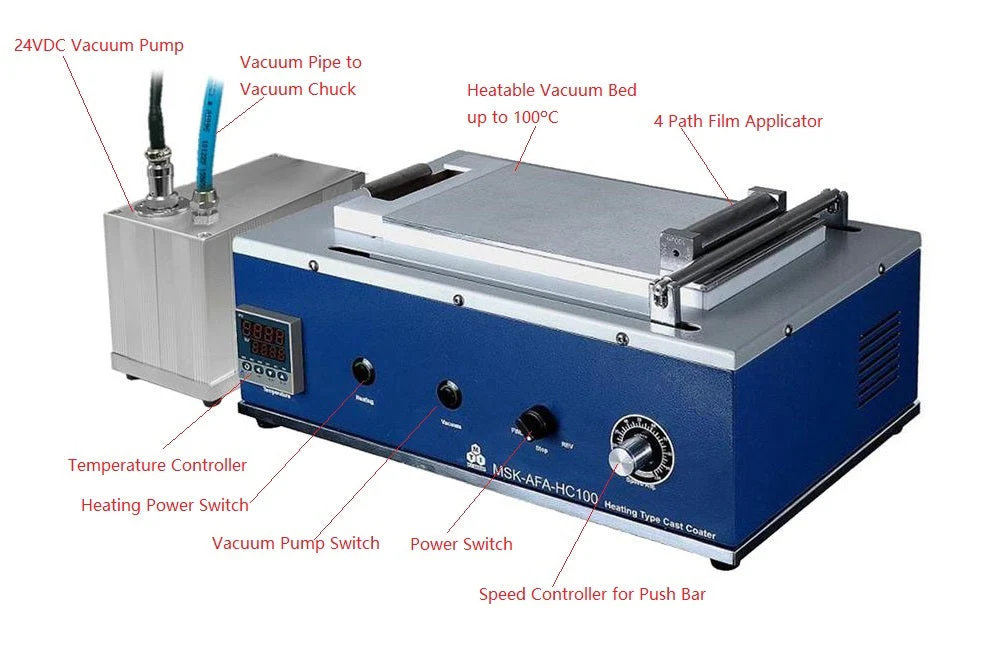 24VDC Vacuum Pump
Vacuum Pipe to
Vacuum Chuck
Heatable Vacuum Bed
up to 100°C
4 Path Film Applicator
Temperature
Heating
Vacuum
Stop
REV
MTI
MSK-AFA-HC100
Heating Type Cast Coater
Temperature Controller
Heating Power Switch
Vacuum Pump Switch
Power Switch
Speed Controller for Push Bar